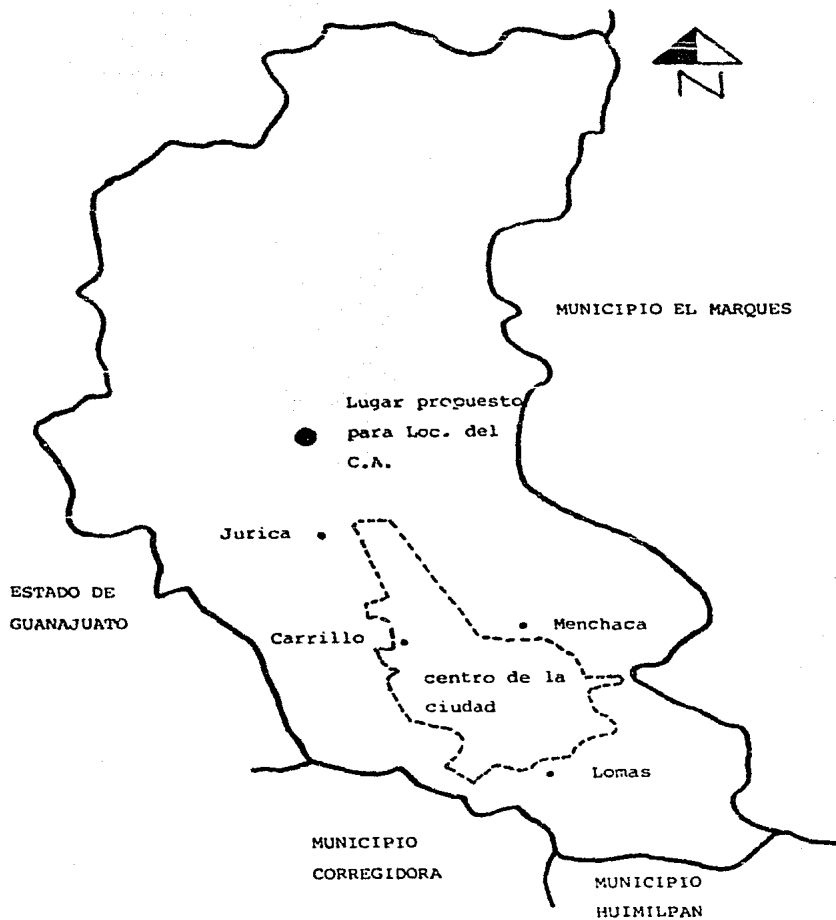 N
MUNICIPIO EL MARQUES
Lugar propuesto
para Loc. del
C.A.
Jurica
ESTADO DE
GUANAJUATO
Menchaca
Carrillo
centro de la
ciudad
Lomas
MUNICIPIO
CORREGIDORA
MUNICIPIO
HUIMILPAN